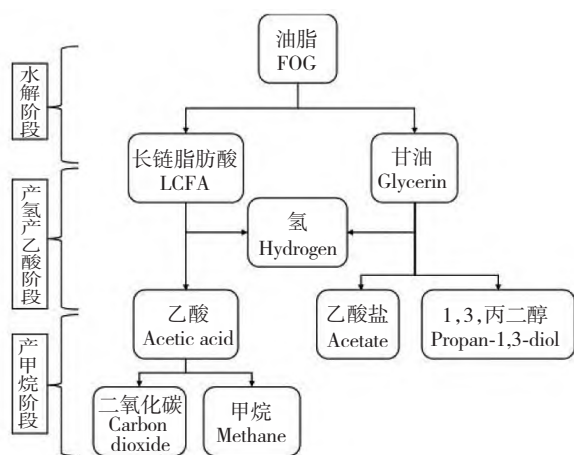 油脂
FOG
水解阶段
长链脂肪酸
LCFA
甘油
Glycerin
产氢产乙酸阶段
氢
Hydrogen
乙酸
Acetic acid
乙酸盐
Acetate
1,3,丙二醇
Propan-1,3-diol
产甲烷阶段
二氧化碳
Carbon
dioxide
甲烷
Methane